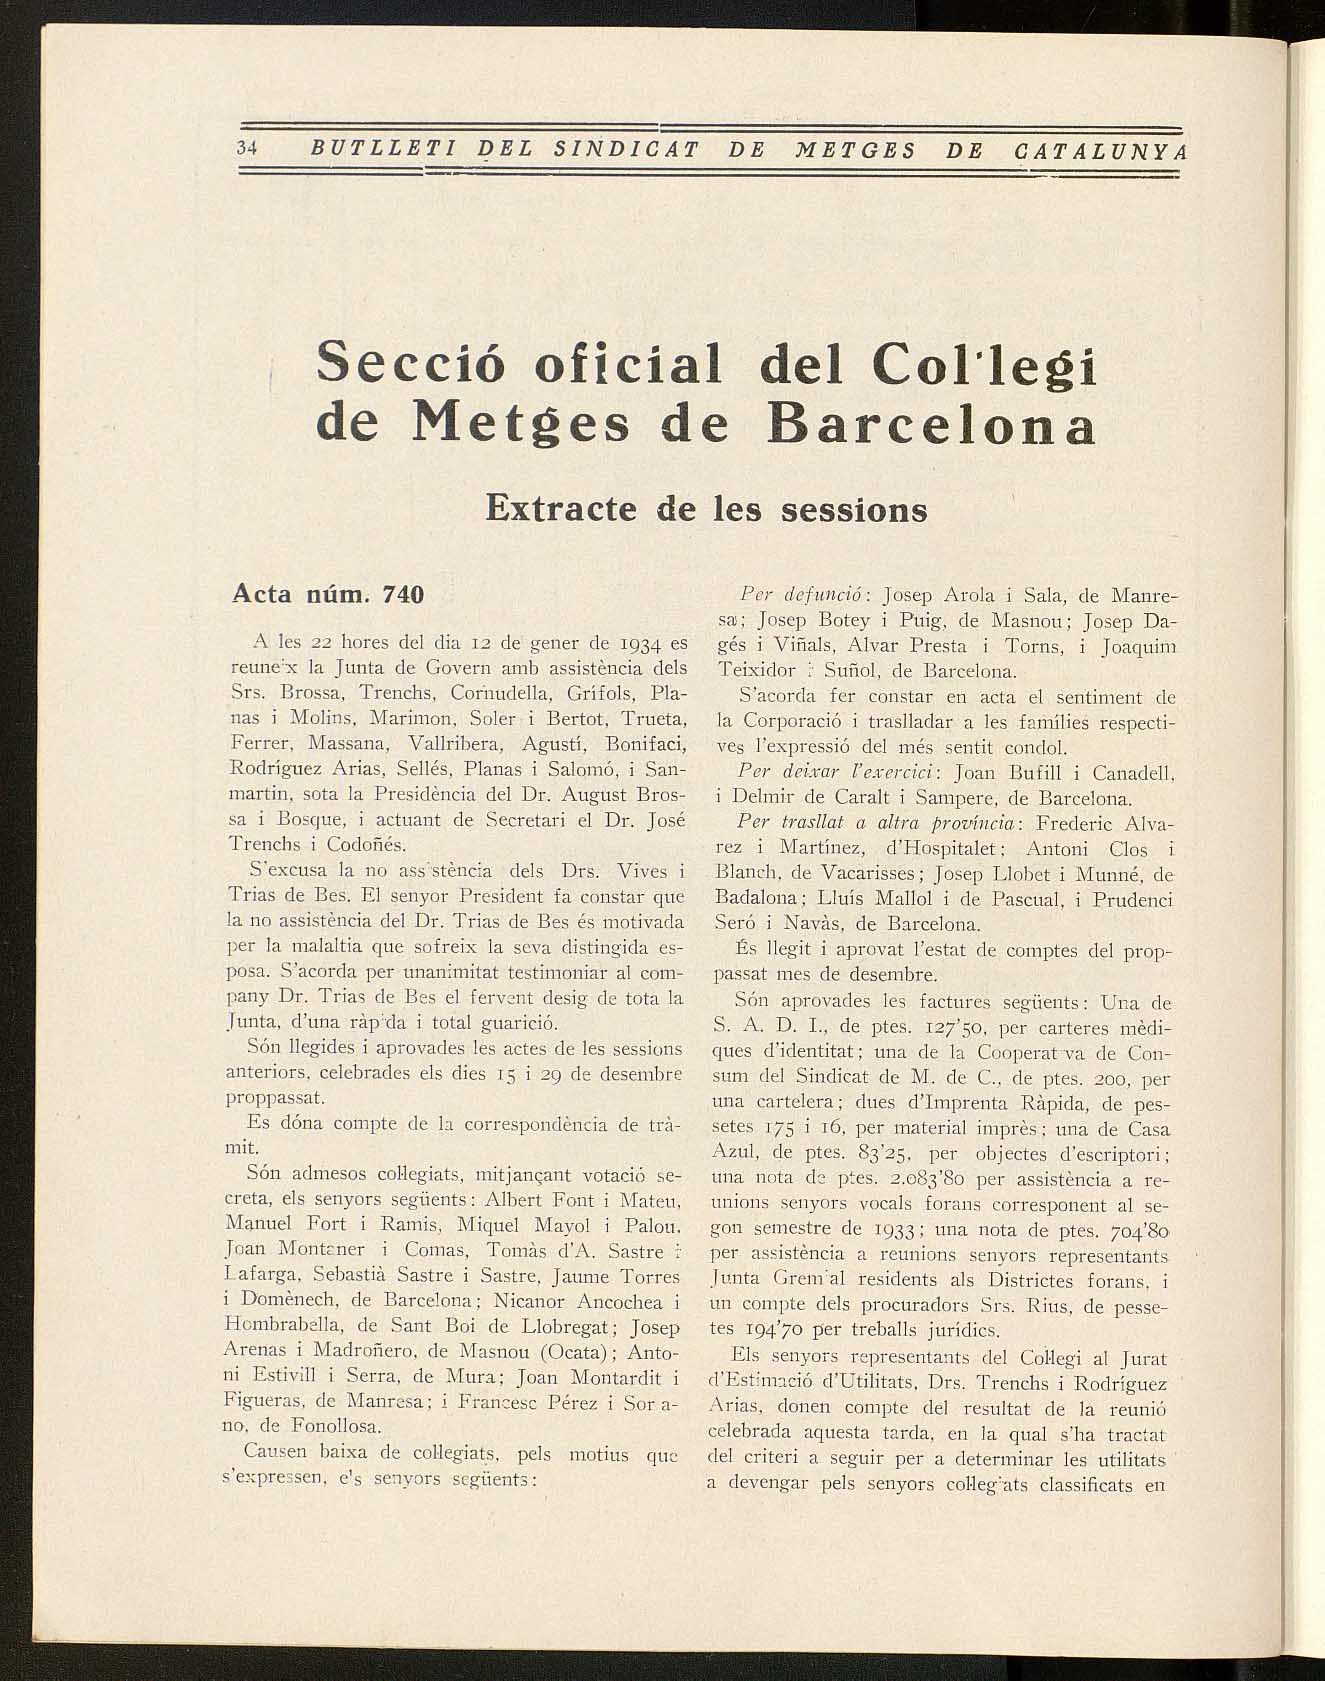 34 BUTLLETI DEL SINDICAT DE METGES DE CATALUNYA
Secció oficial del Col·legi
de Metges de Barcelona
Extracte de les sessions
Acta núm. 740
A les 22 hores del dia 12 de gener de 1934 es
reuneix la Junta de Govern amb assistència dels
Srs. Brossa, Trenchs, Cornudella, Grífols, Pla-
nas i Molins, Marimon, Soler i Bertot, Trueta,
Ferrer, Massana, Vallribera, Agustí, Bonifaci,
Rodríguez Arias, Sellés, Planas i Salomó, i San-
martin, sota la Presidència del Dr. August Bros-
sa i Bosque, i actuant de Secretari el Dr. José
Trenchs i Codoñés.
S'excusa la no assistència dels Drs. Vives i
Trias de Bes. El senyor President fa constar que
la no assistència del Dr. Trias de Bes és motivada
per la malaltia que sofreix la seva distingida es-
posa. S'acorda per unanimitat testimoniar al com-
pany Dr. Trias de Bes el fervent desig de tota la
Junta, d'una ràpida i total guarició.
Són llegides i aprovades les actes de les sessions
anteriors, celebrades els dies 15 i 29 de desembre
proppassat.
Es dóna compte de la correspondència de trà-
mit.
Són admesos col·legiats, mitjançant votació se-
creta, els senyors següents: Albert Font i Mateu,
Manuel Fort i Ramis, Miquel Mayol i Palou,
Joan Montaner i Comas, Tomàs d'A. Sastre i
Lafarga, Sebastià Sastre i Sastre, Jaume Torres
i Domènech, de Barcelona; Nicanor Ancochea i
Hombrabella, de Sant Boi de Llobregat; Josep
Arenas i Madroñero, de Masnou (Ocata); Anto-
ni Estivill i Serra, de Mura; Joan Montardit i
Figueras, de Manresa; i Francesc Pérez i Soria-
no, de Fonollosa.
Causen baixa de col·legiats, pels motius que
s'expressen, els senyors següents:
Per defunció: Josep Arola i Sala, de Manre-
sa; Josep Botey i Puig, de Masnou; Josep Da-
gés i Viñals, Alvar Presta i Torns, i Joaquim
Teixidor i Suñol, de Barcelona.
S'acorda fer constar en acta el sentiment de
la Corporació i traslladar a les famílies respecti-
ves l'expressió del més sentit condol.
Per deixar l'exercici: Joan Bufill i Canadell,
i Delmir de Caralt i Sampere, de Barcelona.
Per trasllat a altra província: Frederic Alva-
rez i Martínez, d'Hospitalet; Antoni Clos i
Blanch, de Vacarisses; Josep Llobet i Munné, de
Badalona; Lluís Mallol i de Pascual, i Prudenci
Seró i Navàs, de Barcelona.
És llegit i aprovat l'estat de comptes del prop-
passat mes de desembre.
Són aprovades les factures següents: Una de
S. A. D. I., de ptes. 127'50, per carteres mèdi-
ques d'identitat; una de la Cooperativa de Con-
sum del Sindicat de M. de C., de ptes. 200, per
una cartelera; dues d'Imprenta Ràpida, de pes-
setes 175 i 16, per material imprès; una de Casa
Azul, de ptes. 83'25, per objectes d'escriptori;
una nota de ptes. 2.083'80 per assistència a re-
unions senyors vocals forans corresponent al se-
gon semestre de 1933; una nota de ptes. 704'80
per assistència a reunions senyors representants
Junta Gremial residents als Districtes forans, i
un compte dels procuradors Srs. Rius, de pesse-
tes 194'70 per treballs jurídics.
Els senyors representants del Col·legi al Jurat
d'Estimació d'Utilitats, Drs. Trenchs i Rodríguez
Arias, donen compte del resultat de la reunió
celebrada aquesta tarda, en la qual s'ha tractat
del criteri a seguir per a determinar les utilitats
a devengar pels senyors col·legiats classificats en